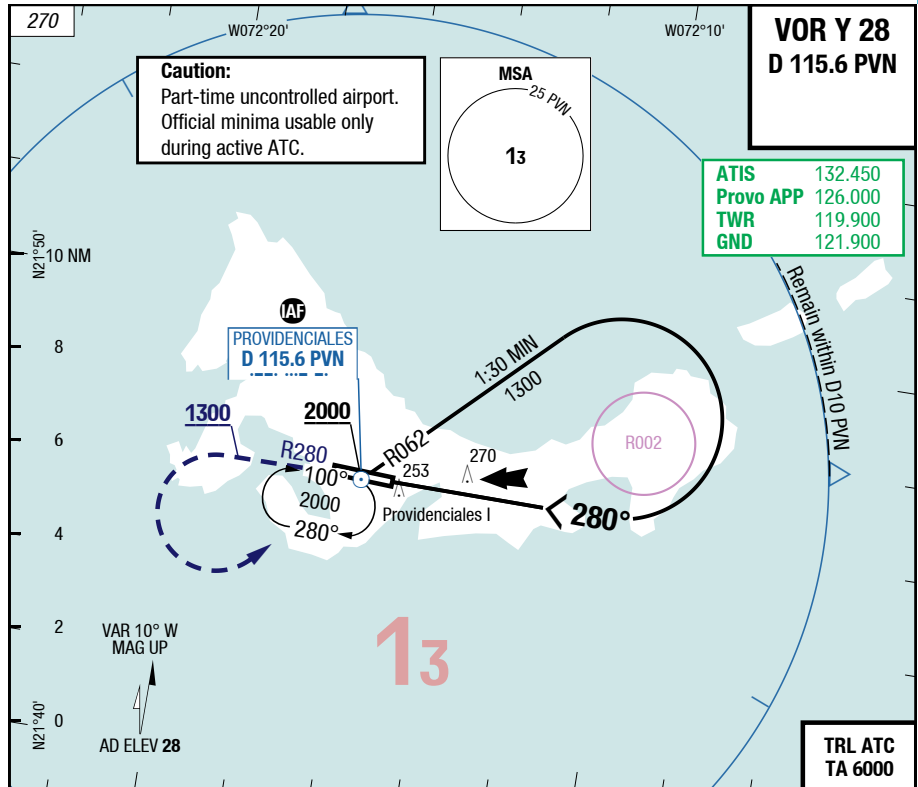 270
W072°20'
W072°10'
VOR Y 28
D 115.6 PVN
Caution:
Part-time uncontrolled airport.
Official minima usable only
during active ATC.
MSA
25 PVN
13
ATIS 132.450
Provo APP 126.000
TWR 119.900
GND 121.900
N21°50'
10 NM
Remain within D10 PVN
IAF
PROVIDENCIALES
D 115.6 PVN
8
1:30 MIN
1300
1300
2000
6
R280
R062
270
R002
253
100°
2000
280°
Providenciales I
280°
4
2
VAR 10° W
MAG UP
13
N21°40'
0
AD ELEV 28
TRL ATC
TA 6000